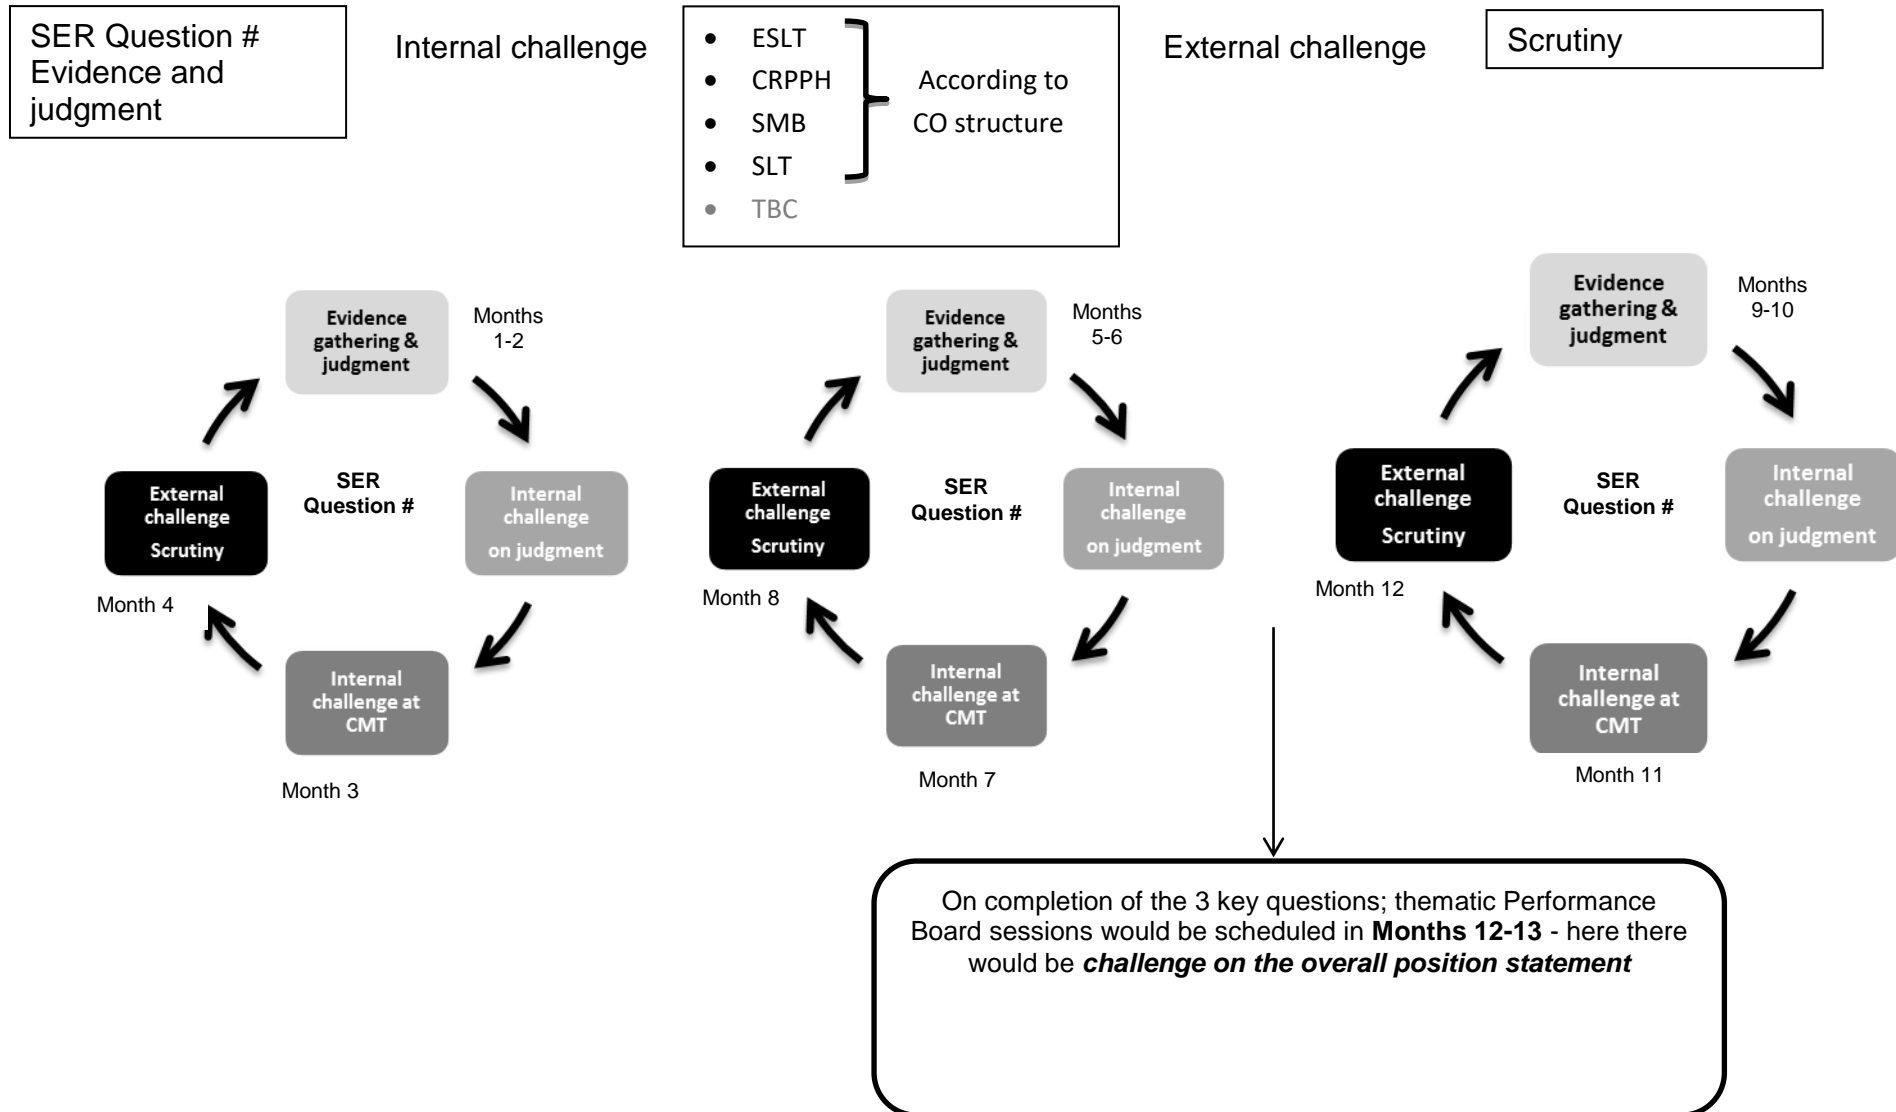 SER Question #
Evidence and
judgment
Internal challenge
• ESLT
• CRPPH
• SMB
• SLT
• TBC
According to
CO structure
External challenge
Scrutiny
Evidence
gathering &
judgment
Months
1-2
Internal
challenge
on judgment
Internal
challenge at
CMT
Month 3
External
challenge
Scrutiny
Month 4
SER
Question #
Evidence
gathering &
judgment
Months
5-6
Internal
challenge
on judgment
Internal
challenge at
CMT
Month 7
External
challenge
Scrutiny
Month 8
SER
Question #
Evidence
gathering &
judgment
Months
9-10
Internal
challenge
on judgment
Internal
challenge at
CMT
Month 11
External
challenge
Scrutiny
Month 12
SER
Question #
On completion of the 3 key questions; thematic Performance
Board sessions would be scheduled in Months 12-13 - here there
would be challenge on the overall position statement